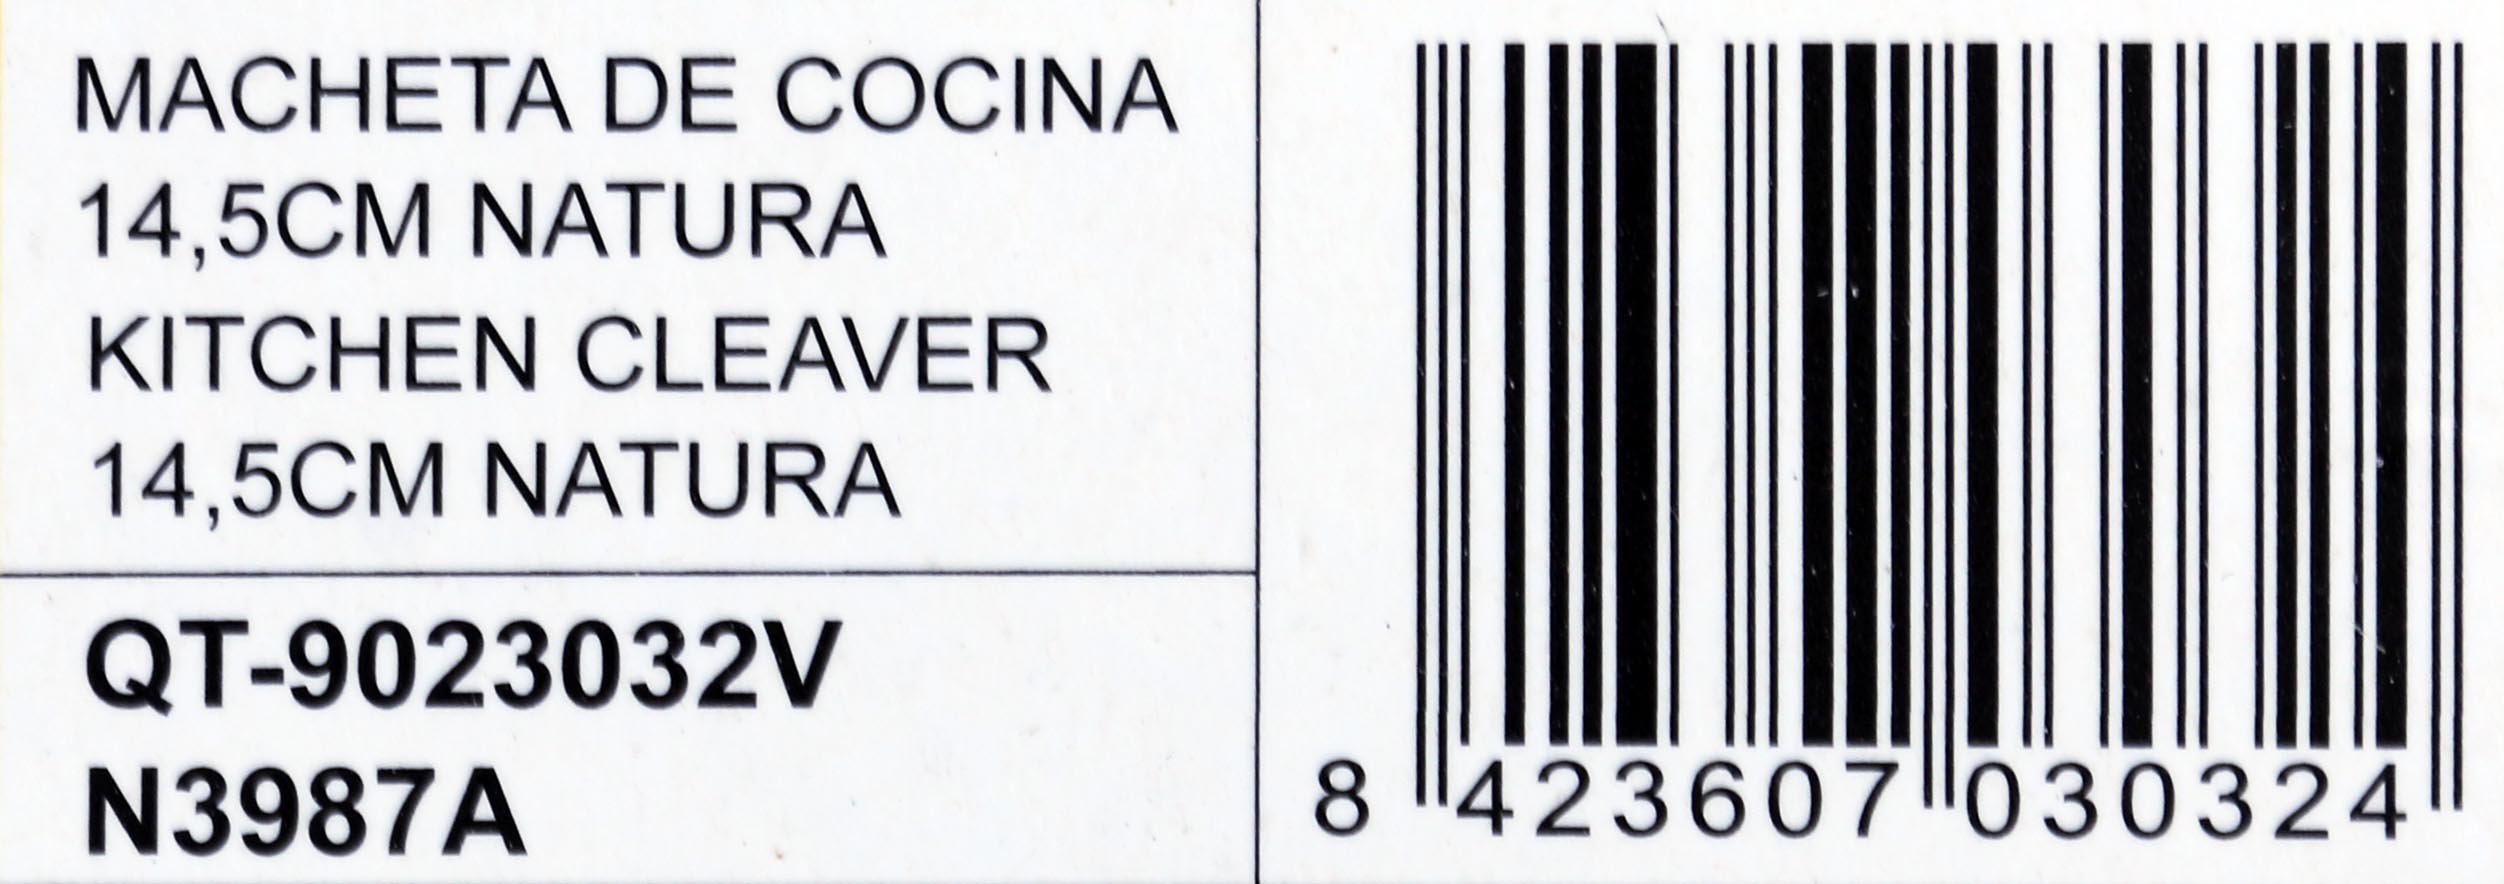 MACHETA DE COCINA
14,5CM NATURA
KITCHEN CLEAVER
14,5CM NATURA
QT-9023032V
N3987A
8 423607 030324